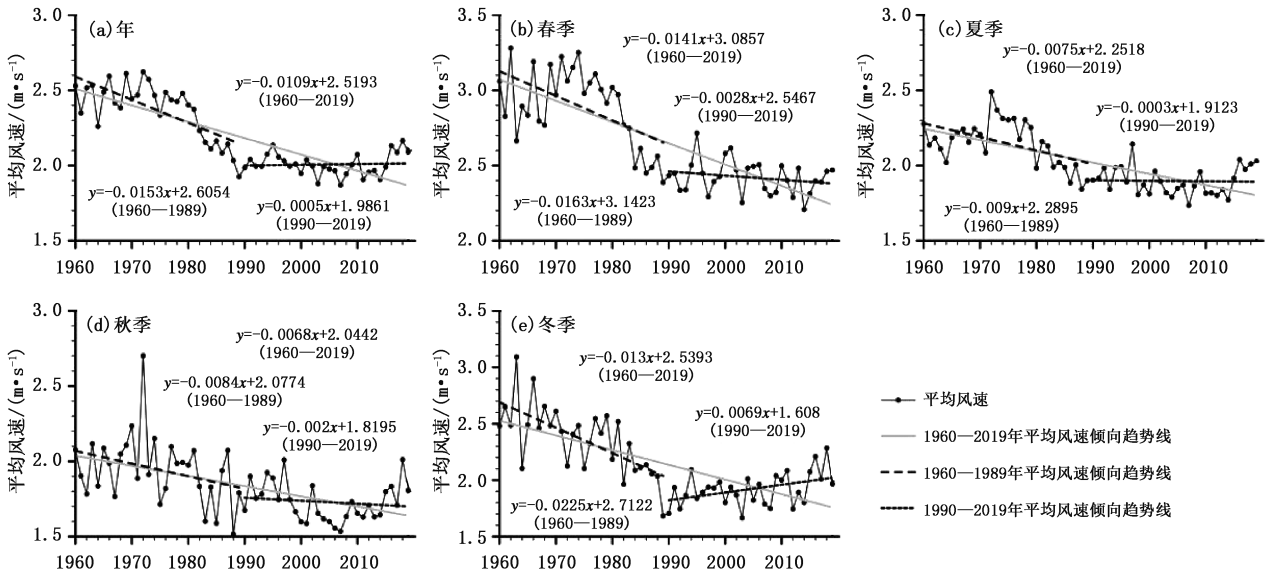 (a)年
平均风速/(m•s⁻¹)
3.0
2.5
2.0
1.5
y=-0.0109x+2.5193
(1960—2019)
y=-0.0153x+2.6054
(1960—1989)
y=0.0005x+1.9861
(1990—2019)
1960 1970 1980 1990 2000 2010
(b)春季
平均风速/(m•s⁻¹)
3.5
3.0
2.5
2.0
y=-0.0141x+3.0857
(1960—2019)
y=-0.0028x+2.5467
(1990—2019)
y=-0.0163x+3.1423
(1960—1989)
1960 1970 1980 1990 2000 2010
(c)夏季
平均风速/(m•s⁻¹)
3.0
2.5
2.0
1.5
y=-0.0075x+2.2518
(1960—2019)
y=-0.0003x+1.9123
(1990—2019)
y=-0.009x+2.2895
(1960—1989)
1960 1970 1980 1990 2000 2010
(d)秋季
平均风速/(m•s⁻¹)
3.0
2.5
2.0
1.5
y=-0.0068x+2.0442
(1960—2019)
y=-0.0084x+2.0774
(1960—1989)
y=-0.002x+1.8195
(1990—2019)
1960 1970 1980 1990 2000 2010
(e)冬季
平均风速/(m•s⁻¹)
3.5
3.0
2.5
2.0
1.5
y=-0.013x+2.5393
(1960—2019)
y=0.0069x+1.608
(1990—2019)
y=-0.0225x+2.7122
(1960—1989)
1960 1970 1980 1990 2000 2010
平均风速
1960—2019年平均风速倾向趋势线
1960—1989年平均风速倾向趋势线
1990—2019年平均风速倾向趋势线